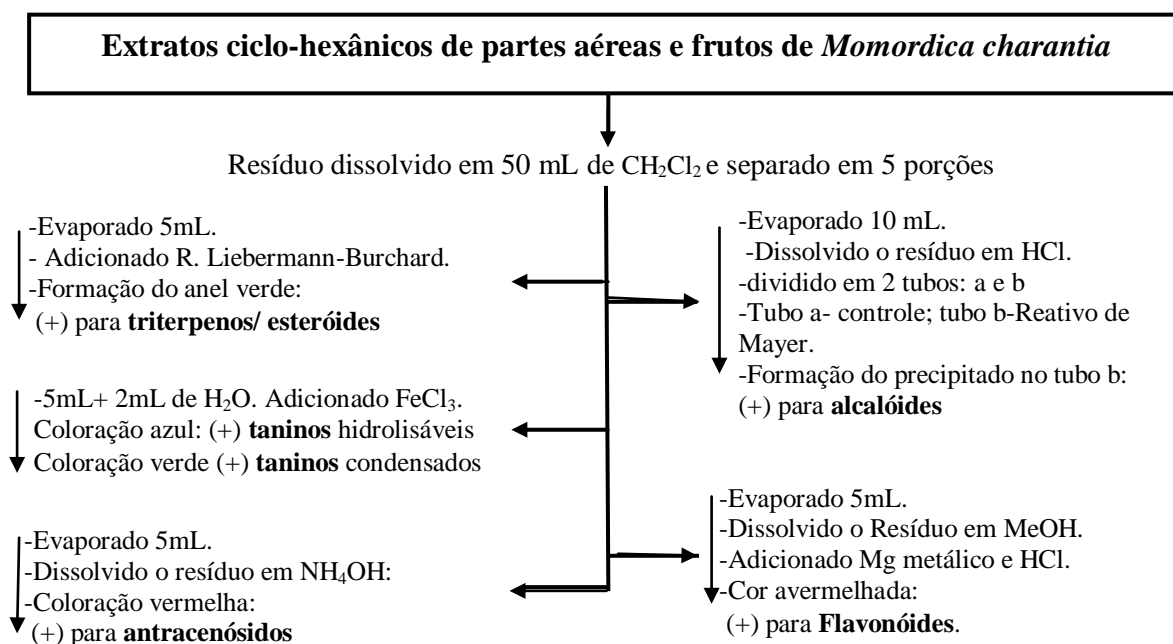 Extratos ciclo-hexânicos de partes aéreas e frutos de Momordica charantia
Resíduo dissolvido em 50 mL de CH₂Cl₂ e separado em 5 porções
-Evaporado 5mL.
- Adicionado R. Liebermann-Burchard.
-Formação do anel verde:
(+) para triterpenos/ esteróides
-Evaporado 10 mL.
-Dissolvido o resíduo em HCl.
-dividido em 2 tubos: a e b
-Tubo a- controle; tubo b-Reativo de
Mayer.
-Formação do precipitado no tubo b:
(+) para alcalóides
-5mL+ 2mL de H₂O. Adicionado FeCl₃.
Coloração azul: (+) taninos hidrolisáveis
Coloração verde (+) taninos condensados
-Evaporado 5mL.
-Dissolvido o resíduo em NH₄OH:
-Coloração vermelha:
(+) para antracenósidos
-Evaporado 5mL.
-Dissolvido o Resíduo em MeOH.
-Adicionado Mg metálico e HCl.
-Cor avermelhada:
(+) para Flavonóides.